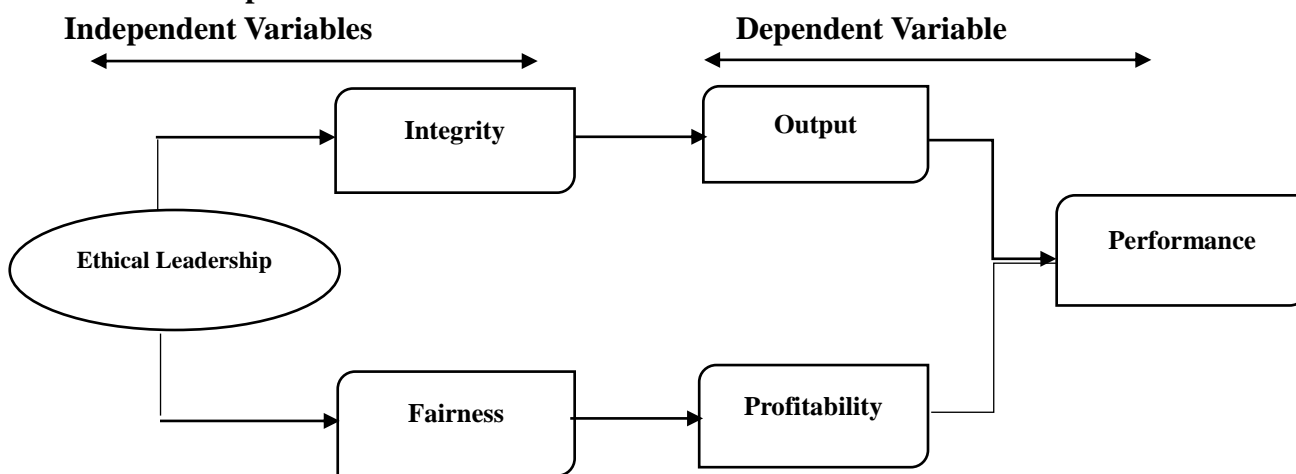 Independent Variables
Dependent Variable
Integrity
Output
Ethical Leadership
Performance
Fairness
Profitability